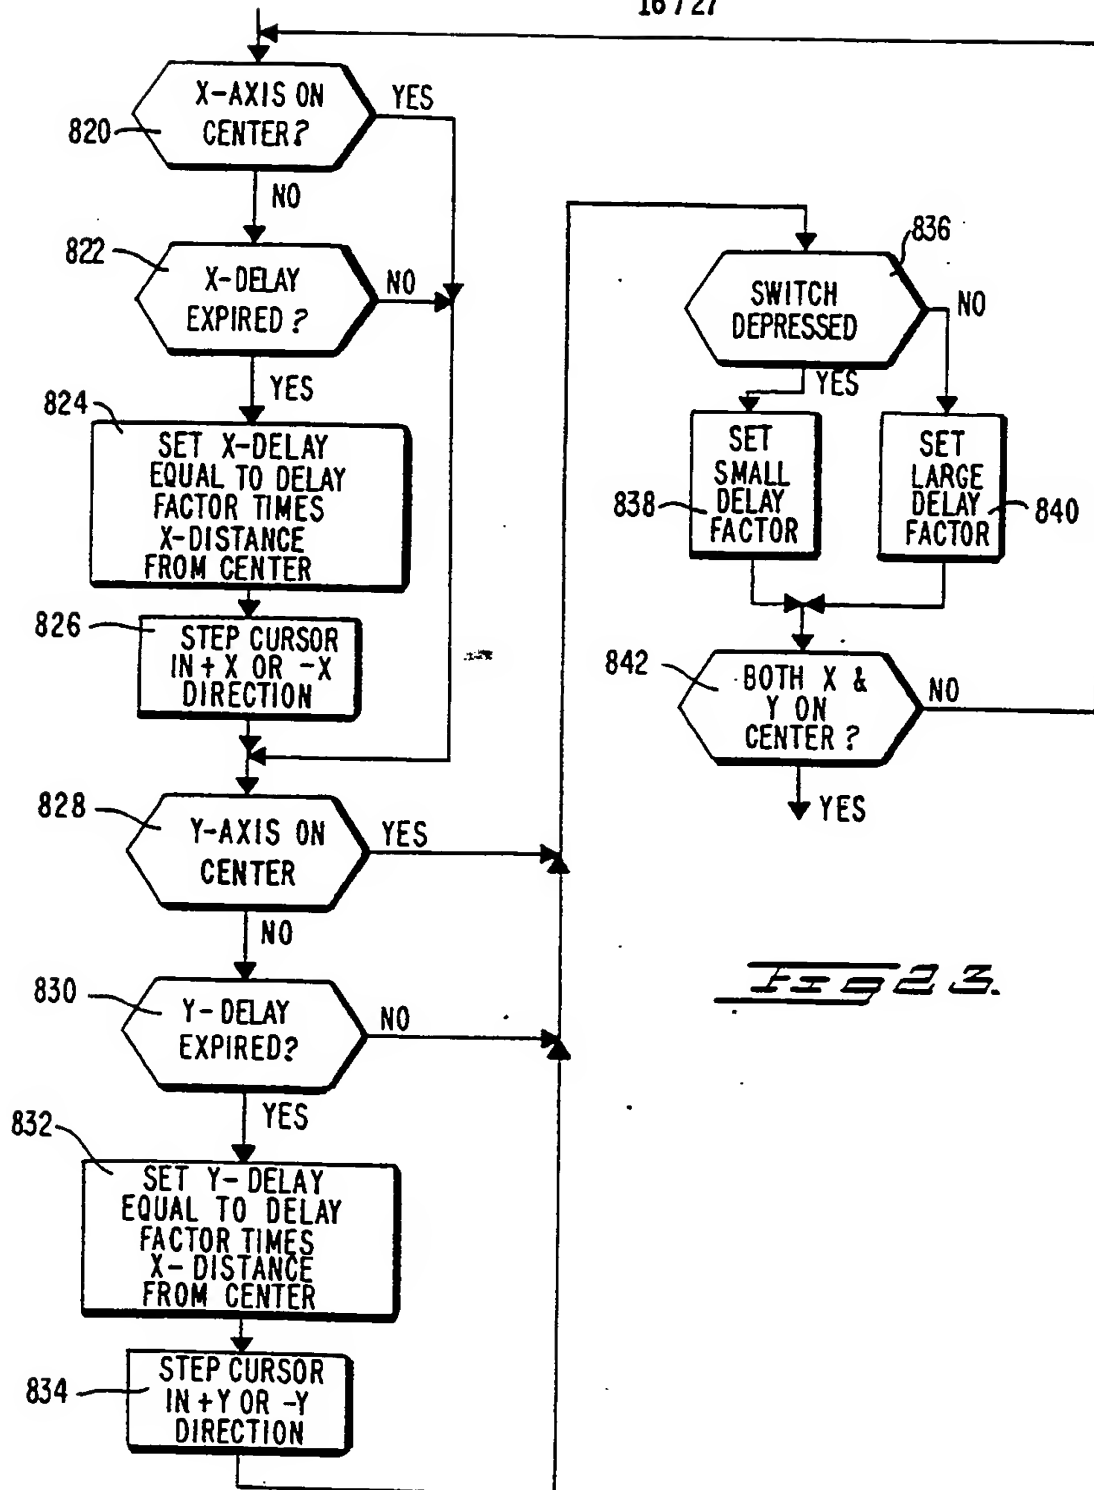 16/27
X-AXIS ON
CENTER?
820
YES
NO
822
X-DELAY
EXPIRED?
NO
YES
824
SET X-DELAY
EQUAL TO DELAY
FACTOR TIMES
X-DISTANCE
FROM CENTER
826
STEP CURSOR
IN +X OR -X
DIRECTION
828
Y-AXIS ON
CENTER
YES
NO
830
Y-DELAY
EXPIRED?
NO
YES
832
SET Y-DELAY
EQUAL TO DELAY
FACTOR TIMES
X-DISTANCE
FROM CENTER
834
STEP CURSOR
IN +Y OR -Y
DIRECTION
836
SWITCH
DEPRESSED
NO
YES
838
SET
SMALL
DELAY
FACTOR
SET
LARGE
DELAY
FACTOR
840
842
BOTH X &
Y ON
CENTER?
NO
YES
FIG 23.